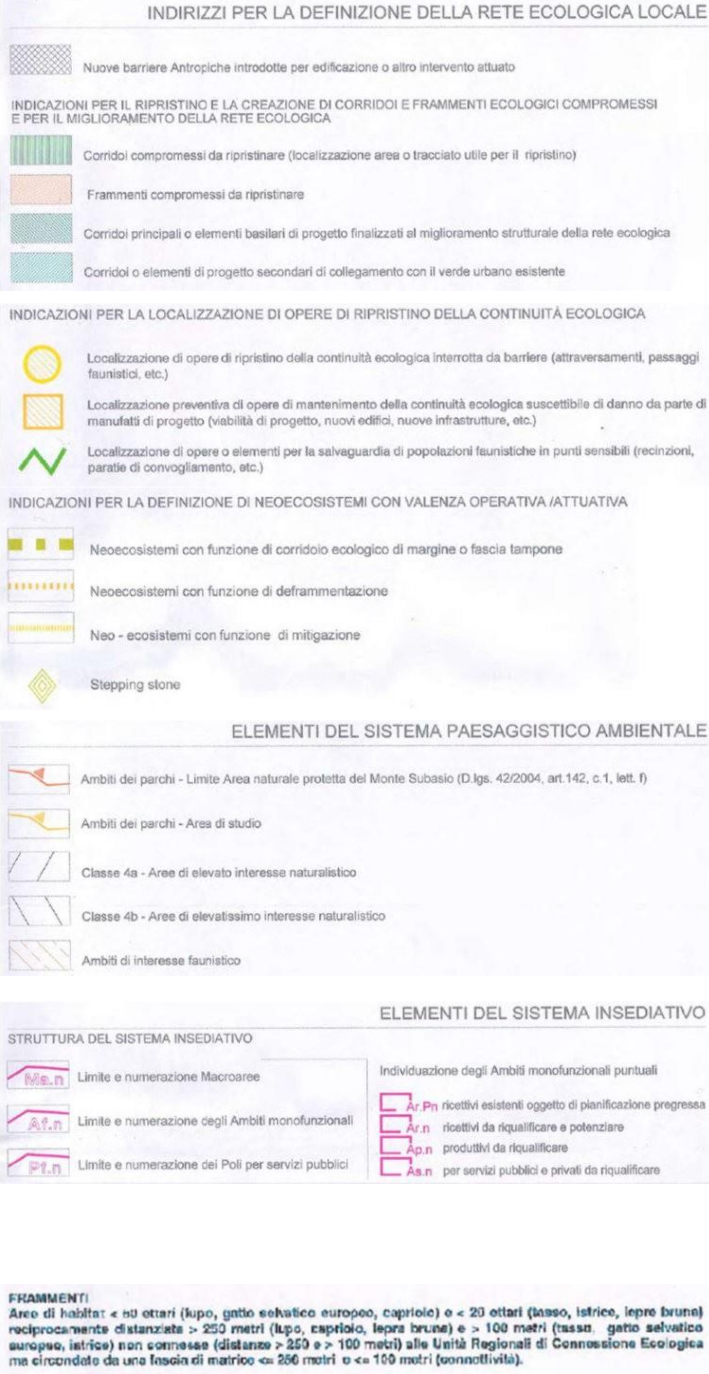 INDIRIZZI PER LA DEFINIZIONE DELLA RETE ECOLOGICA LOCALE
Nuove barriere Antropiche introdotte per edificazione o altro intervento attuato
INDICAZIONI PER IL RIPRISTINO E LA CREAZIONE DI CORRIDOI E FRAMMENTI ECOLOGICI COMPROMESSI
E PER IL MIGLIORAMENTO DELLA RETE ECOLOGICA
Corridoi compromessi da ripristinare (localizzazione area o tracciato utile per il ripristino)
Frammenti compromessi da ripristinare
Corridoi principali o elementi basilari di progetto finalizzati al miglioramento strutturale della rete ecologica
Corridoi o elementi di progetto secondari di collegamento con il verde urbano esistente
INDICAZIONI PER LA LOCALIZZAZIONE DI OPERE DI RIPRISTINO DELLA CONTINUITÀ ECOLOGICA
Localizzazione di opere di ripristino della continuità ecologica interrotta da barriere (attraversamenti, passaggi
faunistici, etc.)
Localizzazione preventiva di opere di mantenimento della continuità ecologica suscettibile di danno da parte di
manufatti di progetto (viabilità di progetto, nuovi edifici, nuove infrastrutture, etc.)
Localizzazione di opere o elementi per la salvaguardia di popolazioni faunistiche in punti sensibili (recinzioni,
paratie di convogliamento, etc.)
INDICAZIONI PER LA DEFINIZIONE DI NEOECOSISTEMI CON VALENZA OPERATIVA /ATTUATIVA
Neoecosistemi con funzione di corridoio ecologico di margine o fascia tampone
Neoecosistemi con funzione di deframmentazione
Neo - ecosistemi con funzione di mitigazione
Stepping stone
ELEMENTI DEL SISTEMA PAESAGGISTICO AMBIENTALE
Ambiti dei parchi - Limite Area naturale protetta del Monte Subasio (D.lgs. 42/2004, art.142, c.1, lett. f)
Ambiti dei parchi - Area di studio
Classe 4a - Aree di elevato interesse naturalistico
Classe 4b - Aree di elevatissimo interesse naturalistico
Ambiti di interesse faunistico
ELEMENTI DEL SISTEMA INSEDIATIVO
STRUTTURA DEL SISTEMA INSEDIATIVO
Ma.n Limite e numerazione Macroaree
Af.n Limite e numerazione degli Ambiti monofunzionali
Pf.n Limite e numerazione dei Poli per servizi pubblici
Individuazione degli Ambiti monofunzionali puntuali
Ar.Pn ricettivi esistenti oggetto di pianificazione pregressa
Ar.n ricettivi da riqualificare e potenziare
Ap.n produttivi da riqualificare
As.n per servizi pubblici e privati da riqualificare
FRAMMENTI
Aree di habitat < 50 ettari (lupo, gatto selvatico europeo, capriolo) e < 20 ettari (tasso, istrice, lepre bruna)
reciprocamente distanziate > 250 metri (lupo, capriolo, lepre bruna) e > 100 metri (tasso, gatto selvatico
europeo, istrice) non connesse (distanze > 250 e > 100 metri) alle Unità Regionali di Connessione Ecologica
ma circondate da una fascia di matrice <= 250 metri o <= 100 metri (connottività).